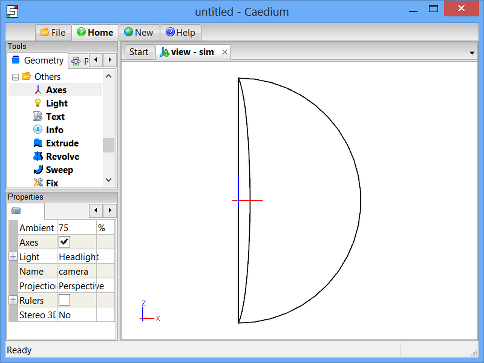 untitled - Caedium
File Home New Help
Tools
Geometry
Others
Axes
Light
Text
Info
Extrude
Revolve
Sweep
Fix
Properties
Ambient 75 %
Axes
Light Headlight
Name camera
Projection Perspective
Rulers
Stereo 3D No
Start view - sim
z
x
Ready